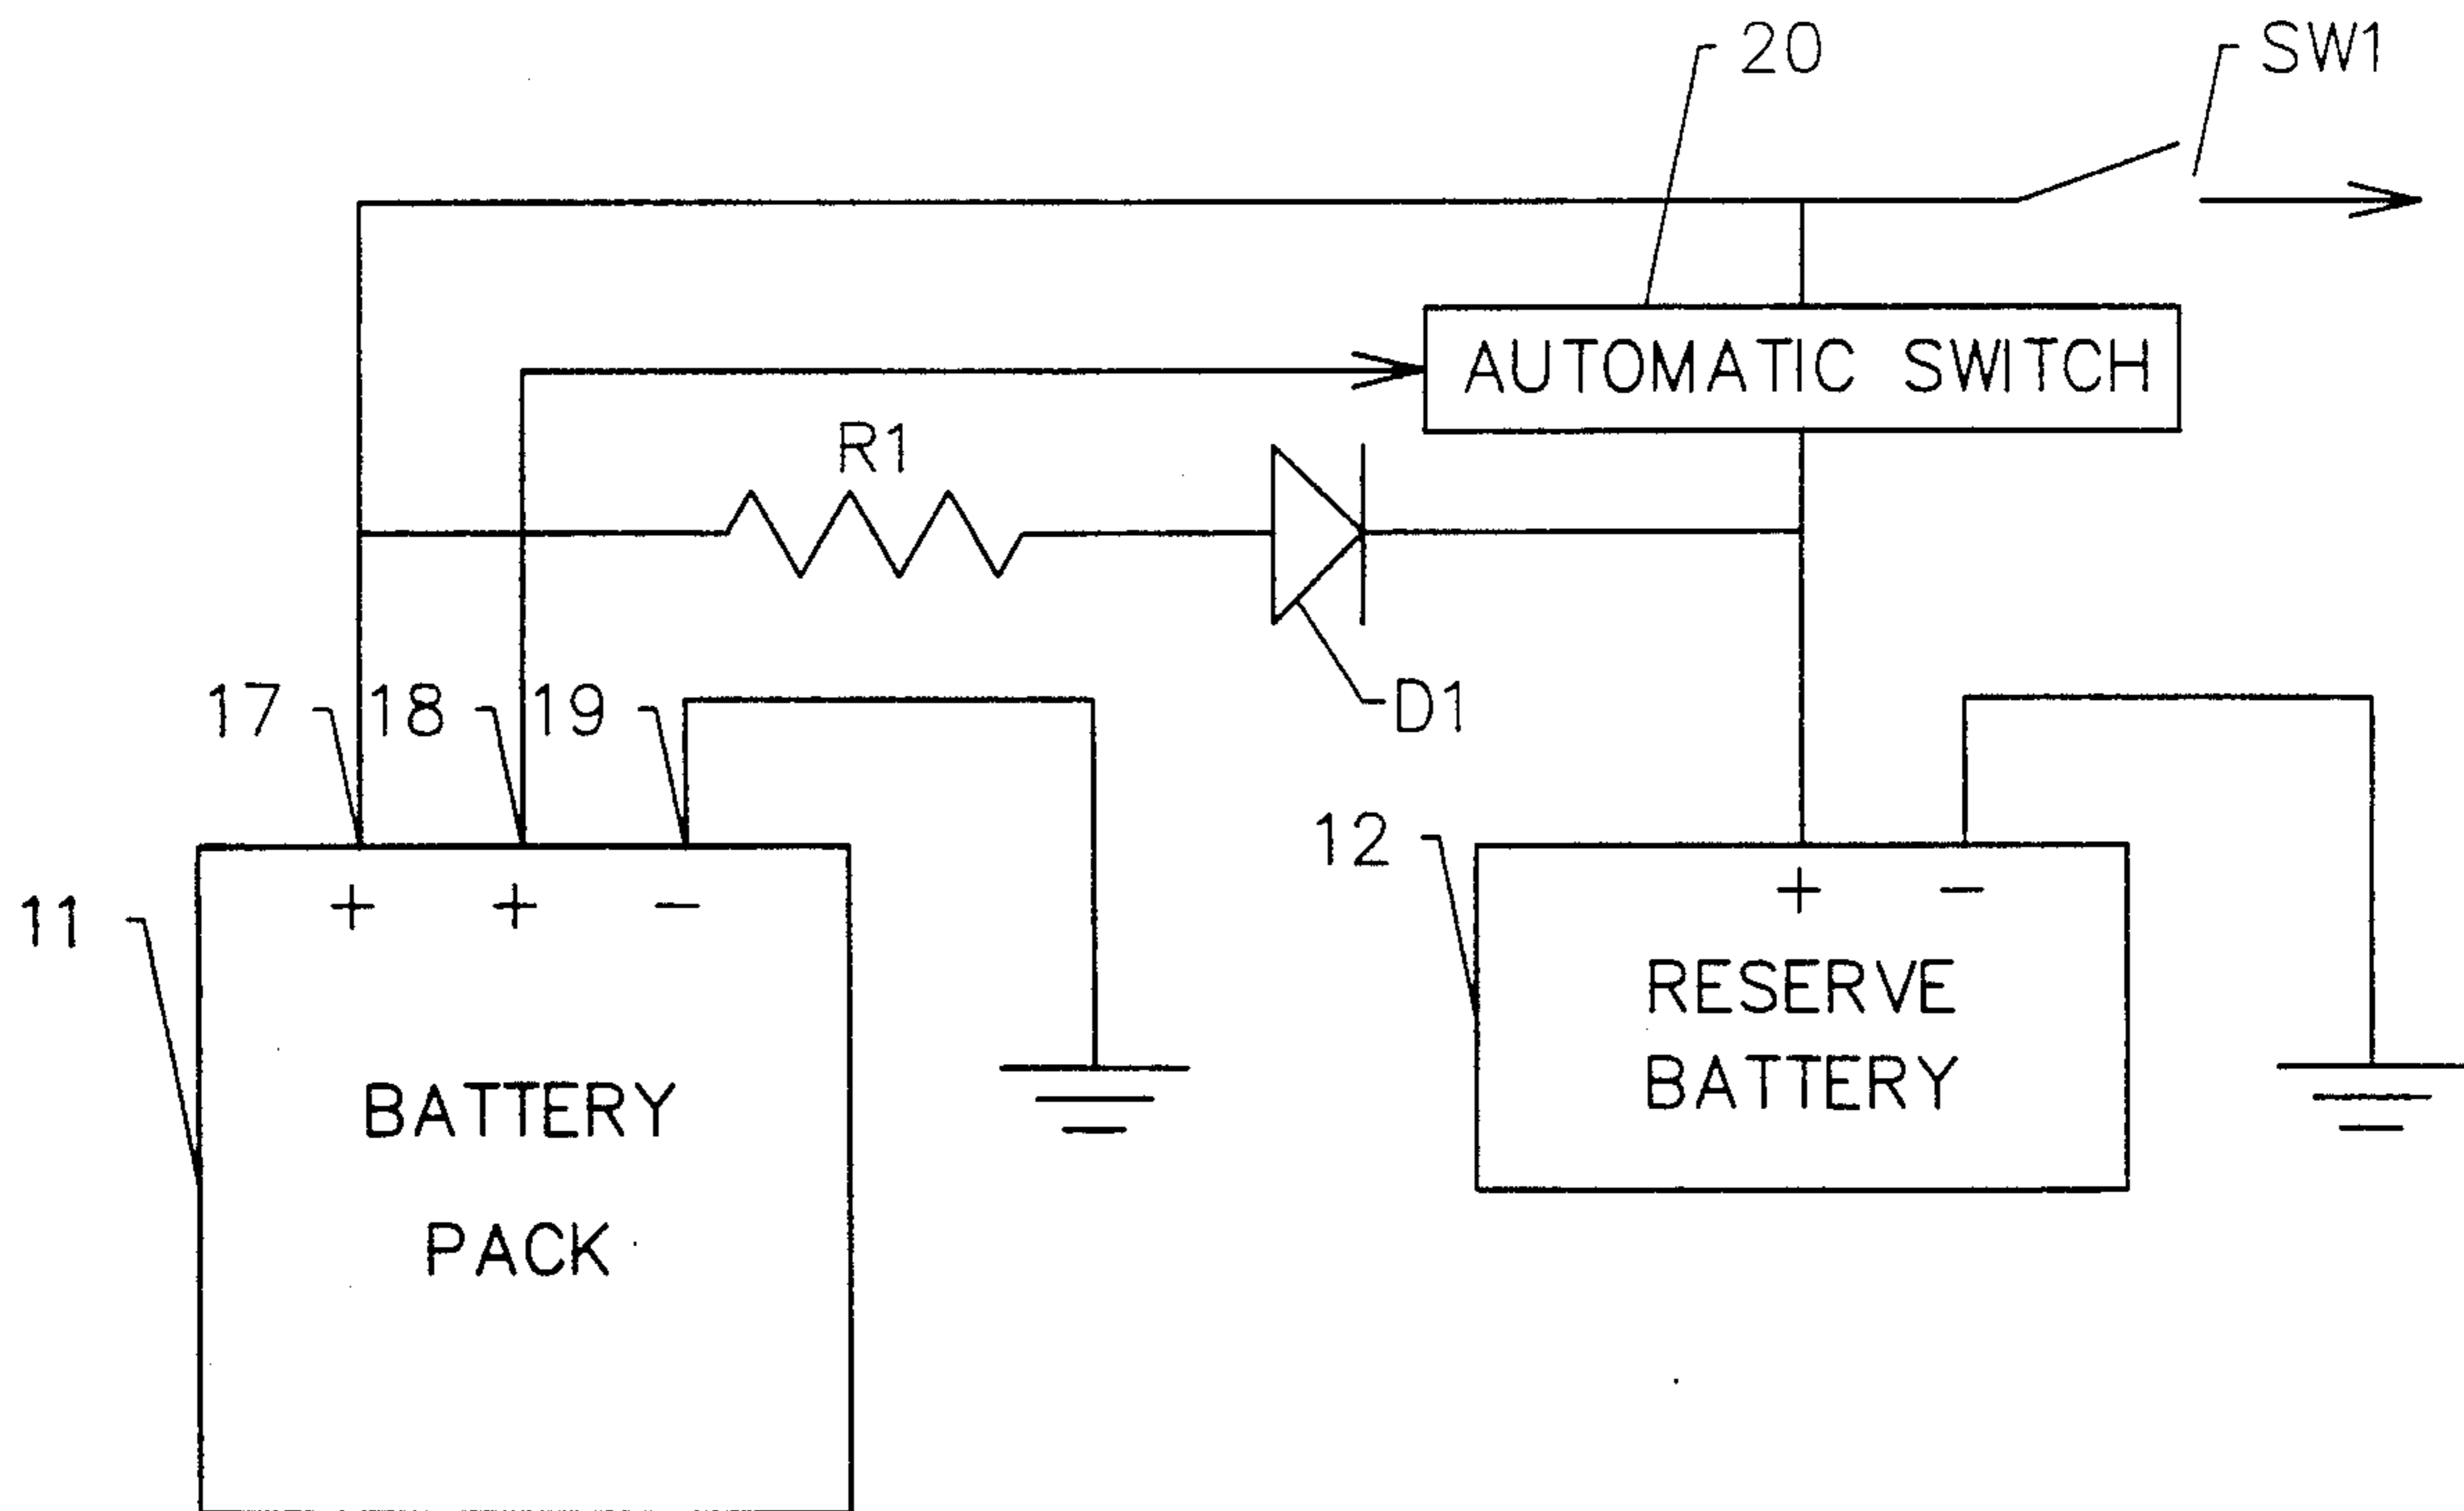 20
SW1
AUTOMATIC SWITCH
R1
17
18
19
D1
12
11
+ + −
+ −
RESERVE
BATTERY
BATTERY
PACK